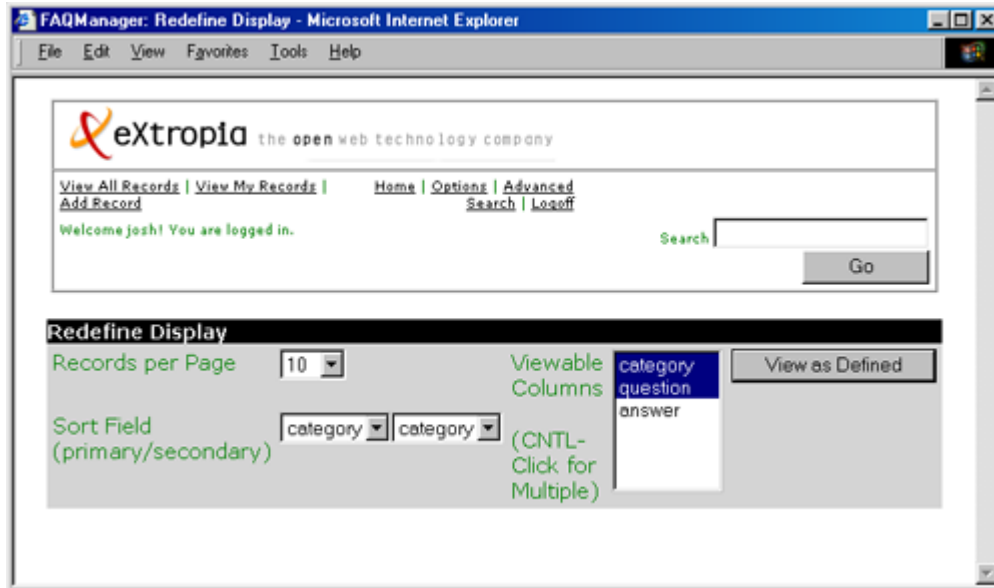 FAQManager: Redefine Display - Microsoft Internet Explorer
File Edit View Favorites Tools Help
eXtropia the open web technology company
View All Records | View My Records |
Add Record
Home | Options | Advanced
Search | Logoff
Welcome josh! You are logged in.
Search
Go
Redefine Display
Records per Page
10
Sort Field
(primary/secondary)
category
category
Viewable
Columns
(CNTL-
Click for
Multiple)
category
question
answer
View as Defined